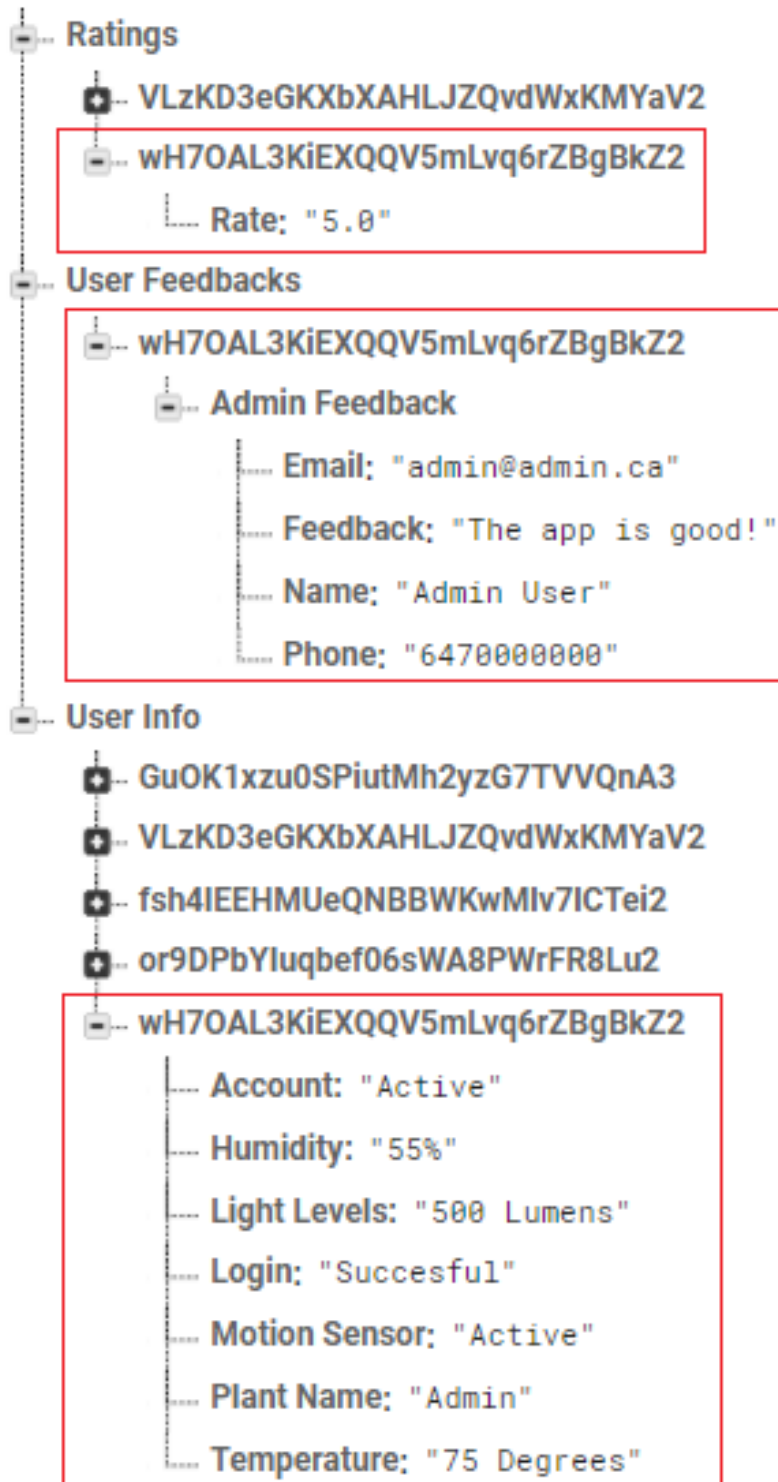 Ratings
VLzKD3eGKXbXAHLJZQvdWxKMYaV2
wH7OAL3KiEXQQV5mLvq6rZBgBkZ2
Rate: "5.0"
User Feedbacks
wH7OAL3KiEXQQV5mLvq6rZBgBkZ2
Admin Feedback
Email: "admin@admin.ca"
Feedback: "The app is good!"
Name: "Admin User"
Phone: "6470000000"
User Info
GuOK1xzu0SPiutMh2yzG7TVVQnA3
VLzKD3eGKXbXAHLJZQvdWxKMYaV2
fsh4IEEHMUeQNBBWKwMlv7ICTei2
or9DPbYluqbef06sWA8PWrFR8Lu2
wH7OAL3KiEXQQV5mLvq6rZBgBkZ2
Account: "Active"
Humidity: "55%"
Light Levels: "500 Lumens"
Login: "Succesful"
Motion Sensor: "Active"
Plant Name: "Admin"
Temperature: "75 Degrees"